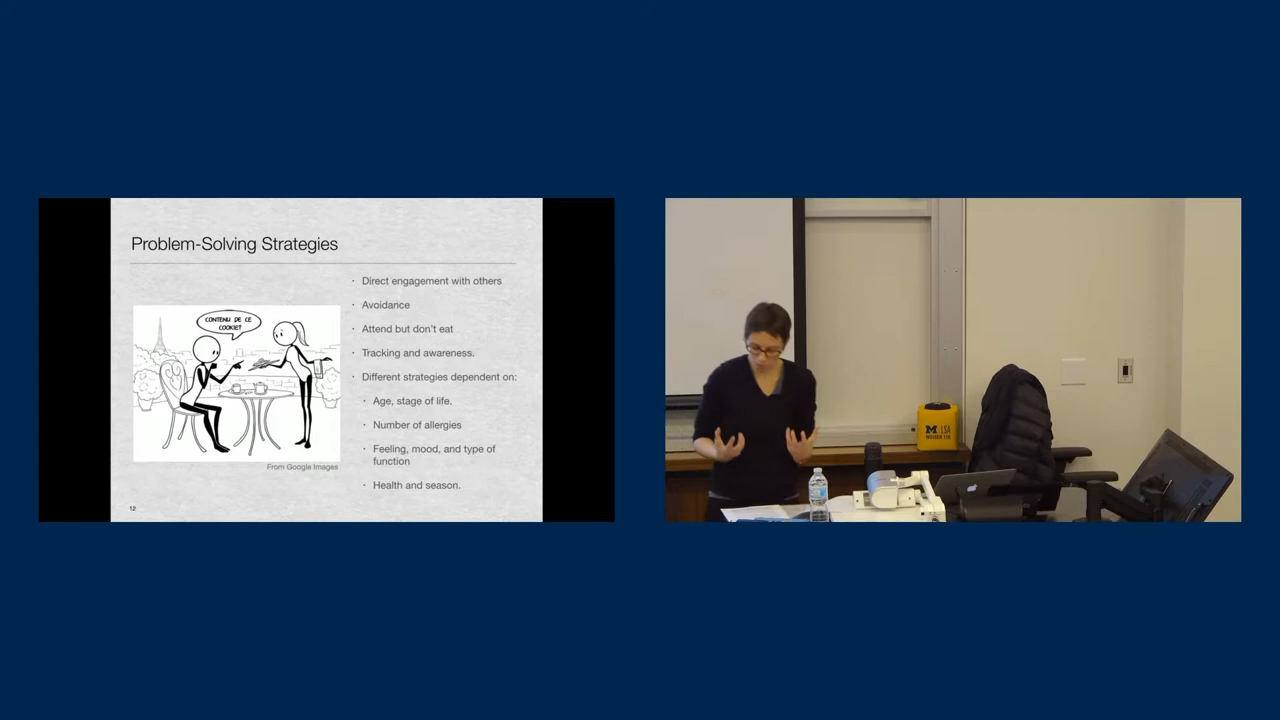 Problem-Solving Strategies
CONTENU DE CE
COOKIE?
From Google Images
• Direct engagement with others
• Avoidance
• Attend but don't eat
• Tracking and awareness.
• Different strategies dependent on:
• Age, stage of life.
• Number of allergies
• Feeling, mood, and type of
function
• Health and season.
12
M LSA
WEISER 110